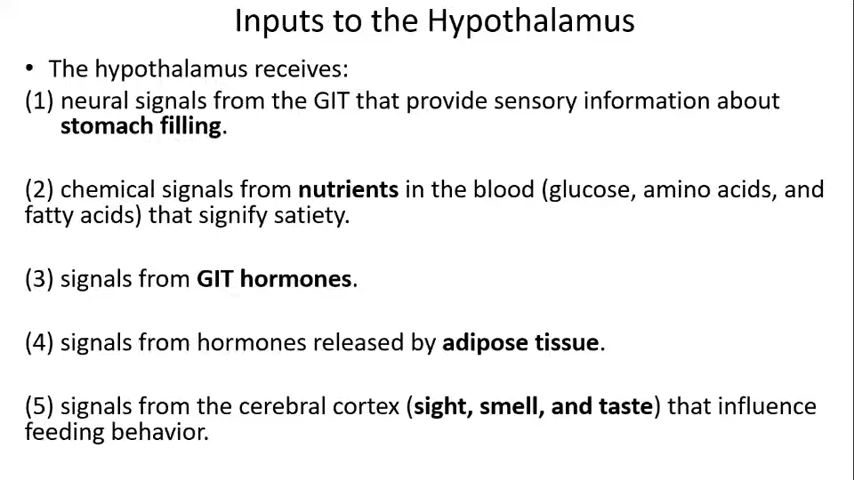 Inputs to the Hypothalamus
• The hypothalamus receives:
(1) neural signals from the GIT that provide sensory information about
stomach filling.
(2) chemical signals from nutrients in the blood (glucose, amino acids, and
fatty acids) that signify satiety.
(3) signals from GIT hormones.
(4) signals from hormones released by adipose tissue.
(5) signals from the cerebral cortex (sight, smell, and taste) that influence
feeding behavior.